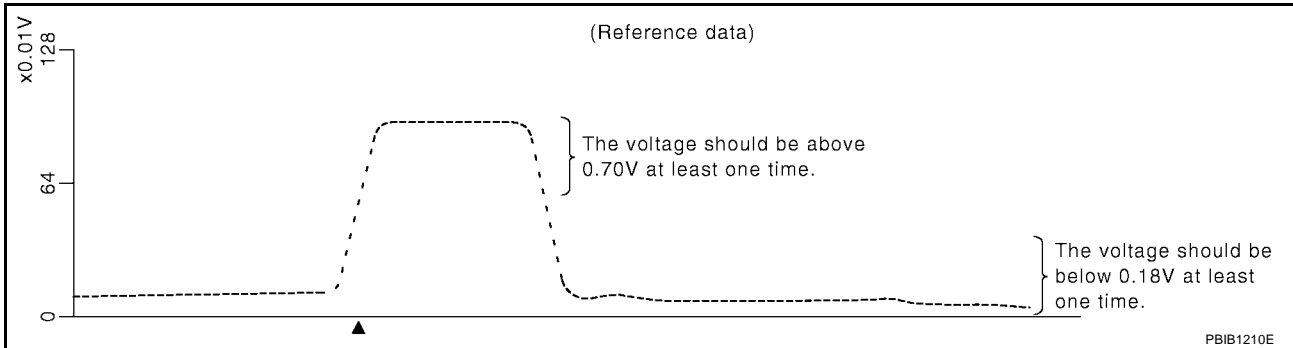 (Reference data)
x0.01V
128
64
0
The voltage should be above
0.70V at least one time.
The voltage should be
below 0.18V at least
one time.
PBIB1210E